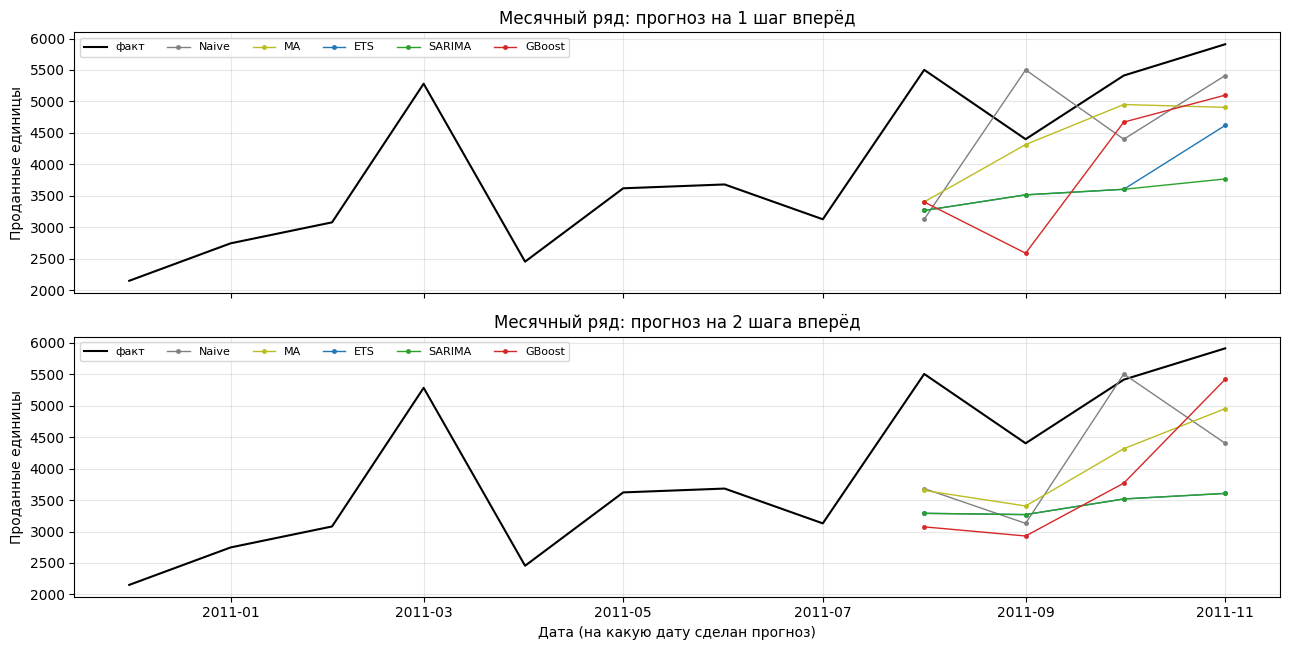 Месячный ряд: прогноз на 1 шаг вперёд
факт Naive MA ETS SARIMA GBoost
Проданные единицы
6000
5500
5000
4500
4000
3500
3000
2500
2000
Месячный ряд: прогноз на 2 шага вперёд
факт Naive MA ETS SARIMA GBoost
Проданные единицы
6000
5500
5000
4500
4000
3500
3000
2500
2000
2011-01 2011-03 2011-05 2011-07 2011-09 2011-11
Дата (на какую дату сделан прогноз)